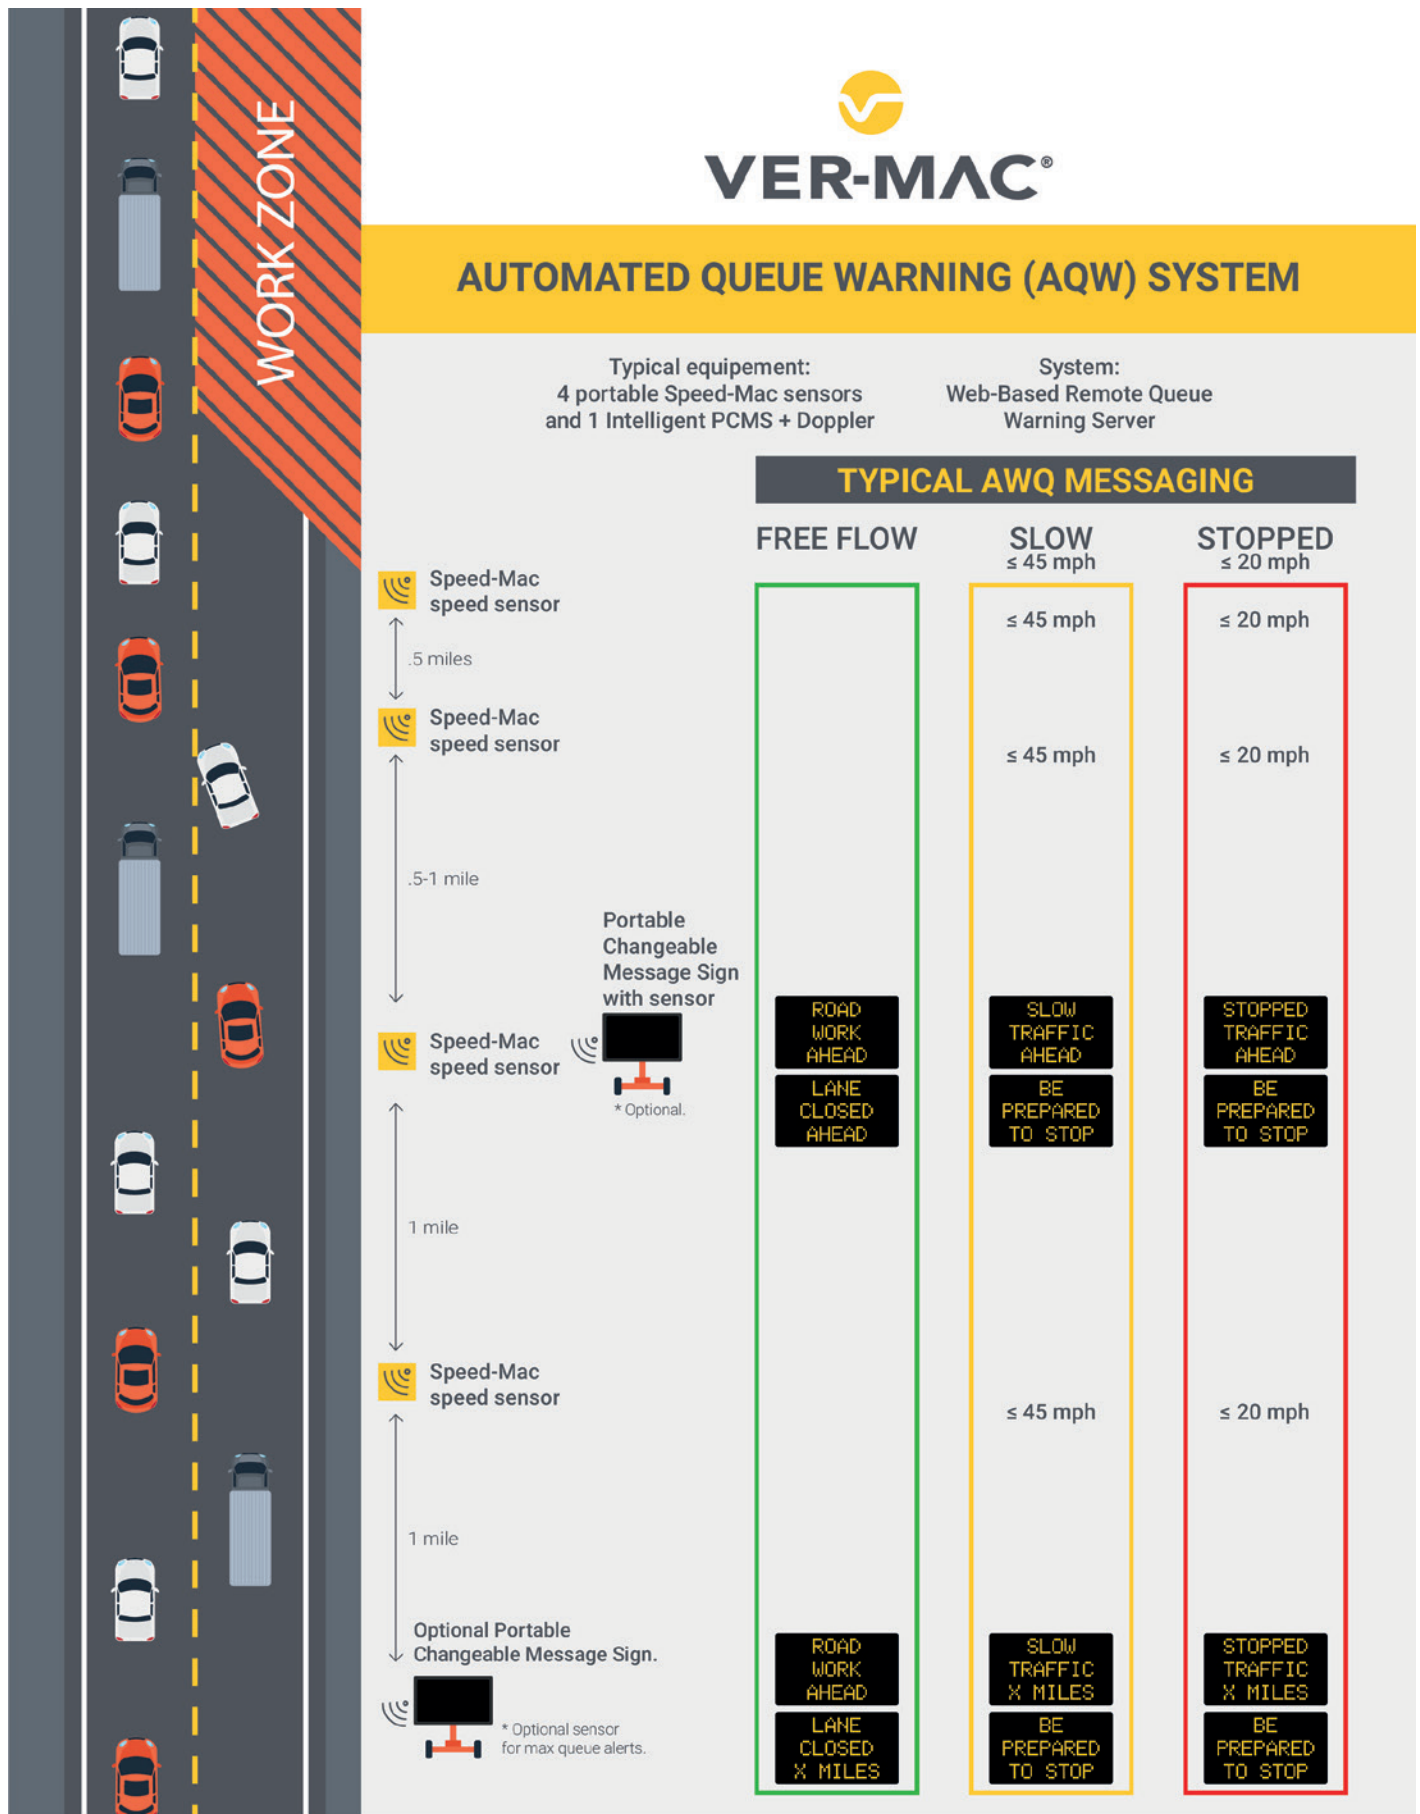 WORK ZONE
VER-MAC®
AUTOMATED QUEUE WARNING (AQW) SYSTEM
Typical equipement:
4 portable Speed-Mac sensors
and 1 Intelligent PCMS + Doppler
System:
Web-Based Remote Queue
Warning Server
TYPICAL AWQ MESSAGING
FREE FLOW
SLOW
≤ 45 mph
STOPPED
≤ 20 mph
Speed-Mac
speed sensor
≤ 45 mph
≤ 20 mph
.5 miles
Speed-Mac
speed sensor
≤ 45 mph
≤ 20 mph
.5-1 mile
Portable
Changeable
Message Sign
with sensor
* Optional.
Speed-Mac
speed sensor
ROAD
WORK
AHEAD
LANE
CLOSED
AHEAD
SLOW
TRAFFIC
AHEAD
BE
PREPARED
TO STOP
STOPPED
TRAFFIC
AHEAD
BE
PREPARED
TO STOP
1 mile
Speed-Mac
speed sensor
≤ 45 mph
≤ 20 mph
1 mile
Optional Portable
Changeable Message Sign.
* Optional sensor
for max queue alerts.
ROAD
WORK
AHEAD
LANE
CLOSED
X MILES
SLOW
TRAFFIC
X MILES
BE
PREPARED
TO STOP
STOPPED
TRAFFIC
X MILES
BE
PREPARED
TO STOP